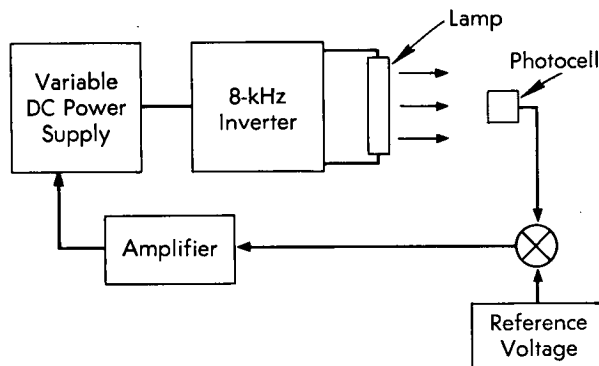 Lamp
Photocell
Variable
DC Power
Supply
8-kHz
Inverter
Amplifier
Reference
Voltage